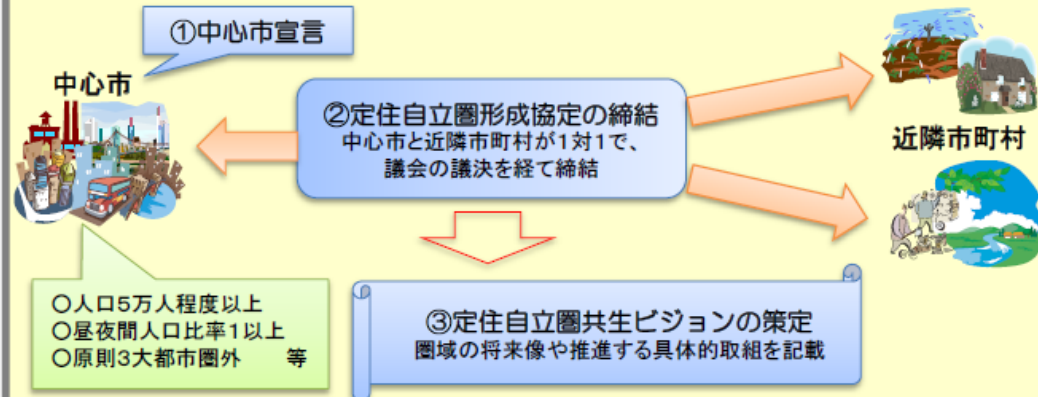 ①中心市宣言
中心市
②定住自立圏形成協定の締結
中心市と近隣市町村が1対1で、
議会の議決を経て締結
近隣市町村
○人口5万人程度以上
○昼夜間人口比率1以上
○原則3大都市圏外　等
③定住自立圏共生ビジョンの策定
圏域の将来像や推進する具体的取組を記載